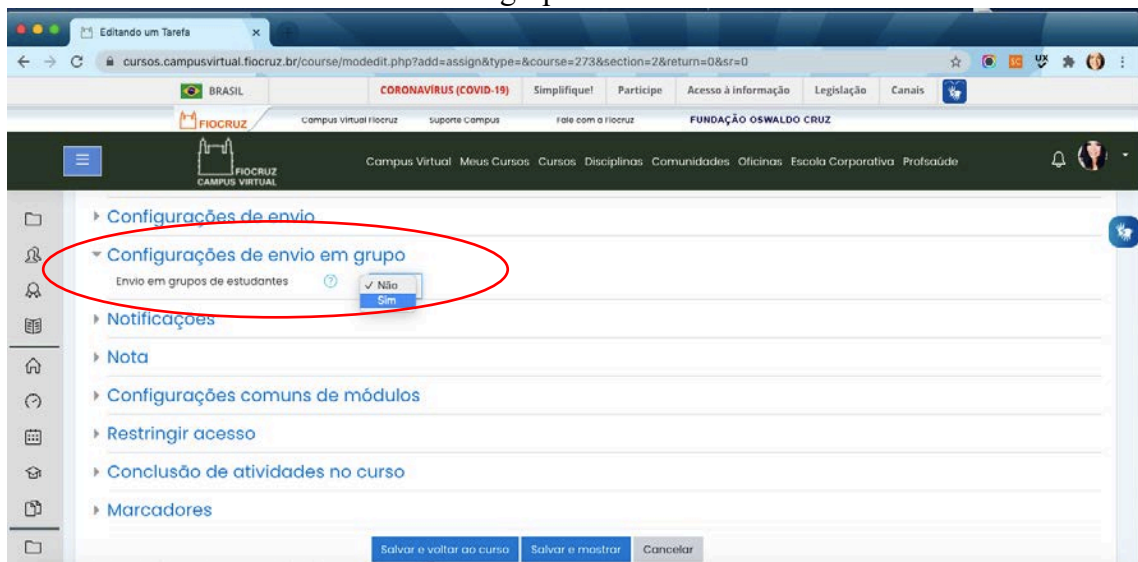 Editando um Tarefa
cursos.campusvirtual.fiocruz.br/course/modedit.php?add=assign&type=&course=273&section=2&return=0&sr=0
BRASIL CORONAVÍRUS (COVID-19) Simplifique! Participe Acesso à informação Legislação Canais
FIOCRUZ Campus Virtual Fiocruz Suporte Campus Fale com a Fiocruz FUNDAÇÃO OSWALDO CRUZ
FIOCRUZ
CAMPUS VIRTUAL
Campus Virtual Meus Cursos Cursos Disciplinas Comunidades Oficinas Escola Corporativa Profsaúde
Configurações de envio
Configurações de envio em grupo
Envio em grupos de estudantes ? ✓ Não
Sim
Notificações
Nota
Configurações comuns de módulos
Restringir acesso
Conclusão de atividades no curso
Marcadores
Salvar e voltar ao curso Salvar e mostrar Cancelar